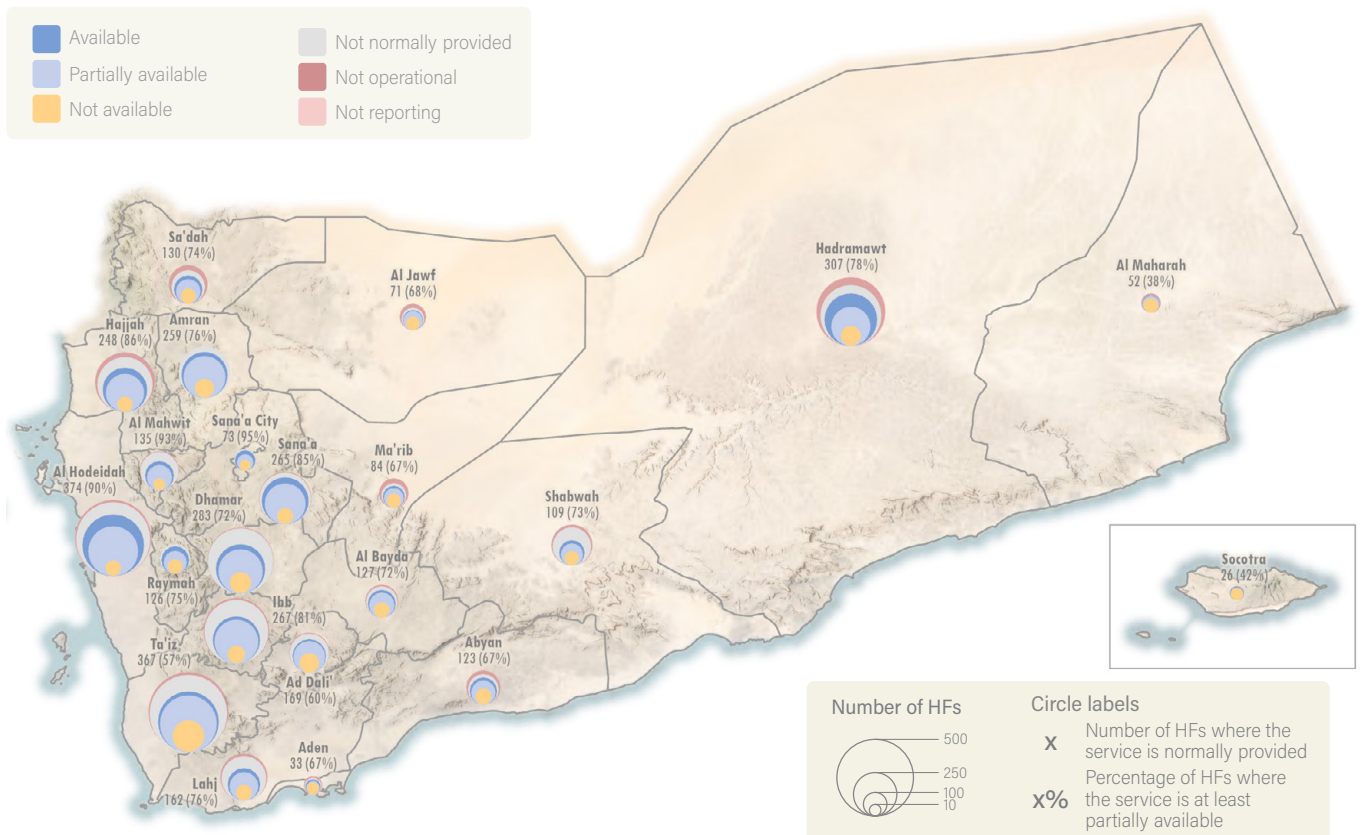 Available
Partially available
Not available
Not normally provided
Not operational
Not reporting
Sa'dah
130 (74%)
Al Jawf
71 (68%)
Hadramawt
307 (78%)
Al Maharah
52 (38%)
Hajjah
248 (86%)
Amran
259 (76%)
Al Mahwit
135 (93%)
Sana'a City
73 (95%)
Sana'a
265 (85%)
Ma'rib
84 (67%)
Al Hodeidah
374 (90%)
Dhamar
283 (72%)
Shabwah
109 (73%)
Al Bayda
127 (72%)
Raymah
126 (75%)
Ibb
267 (81%)
Socotra
26 (42%)
Ta'iz
367 (57%)
Ad Dali'
169 (60%)
Abyan
123 (67%)
Aden
33 (67%)
Lahj
162 (76%)
Number of HFs
500
250
100
10
Circle labels
x
Number of HFs where the
service is normally provided
x%
Percentage of HFs where
the service is at least
partially available